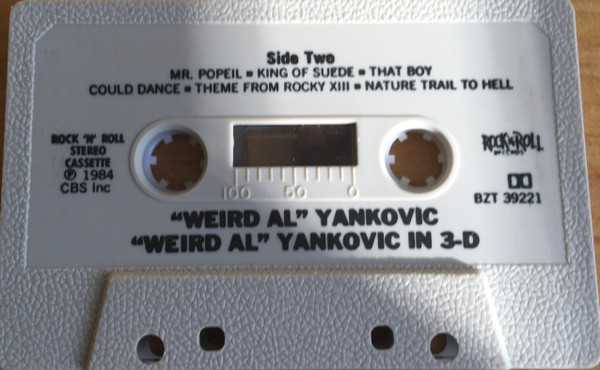 Side Two
MR. POPEIL ■ KING OF SUEDE ■ THAT BOY
COULD DANCE ■ THEME FROM ROCKY XIII ■ NATURE TRAIL TO HELL
ROCK 'N' ROLL
STEREO
CASSETTE
℗ 1984
CBS Inc
100 50 0
ROCK 'N' ROLL
RECORDS
BZT 39221
“WEIRD AL” YANKOVIC
“WEIRD AL” YANKOVIC IN 3-D